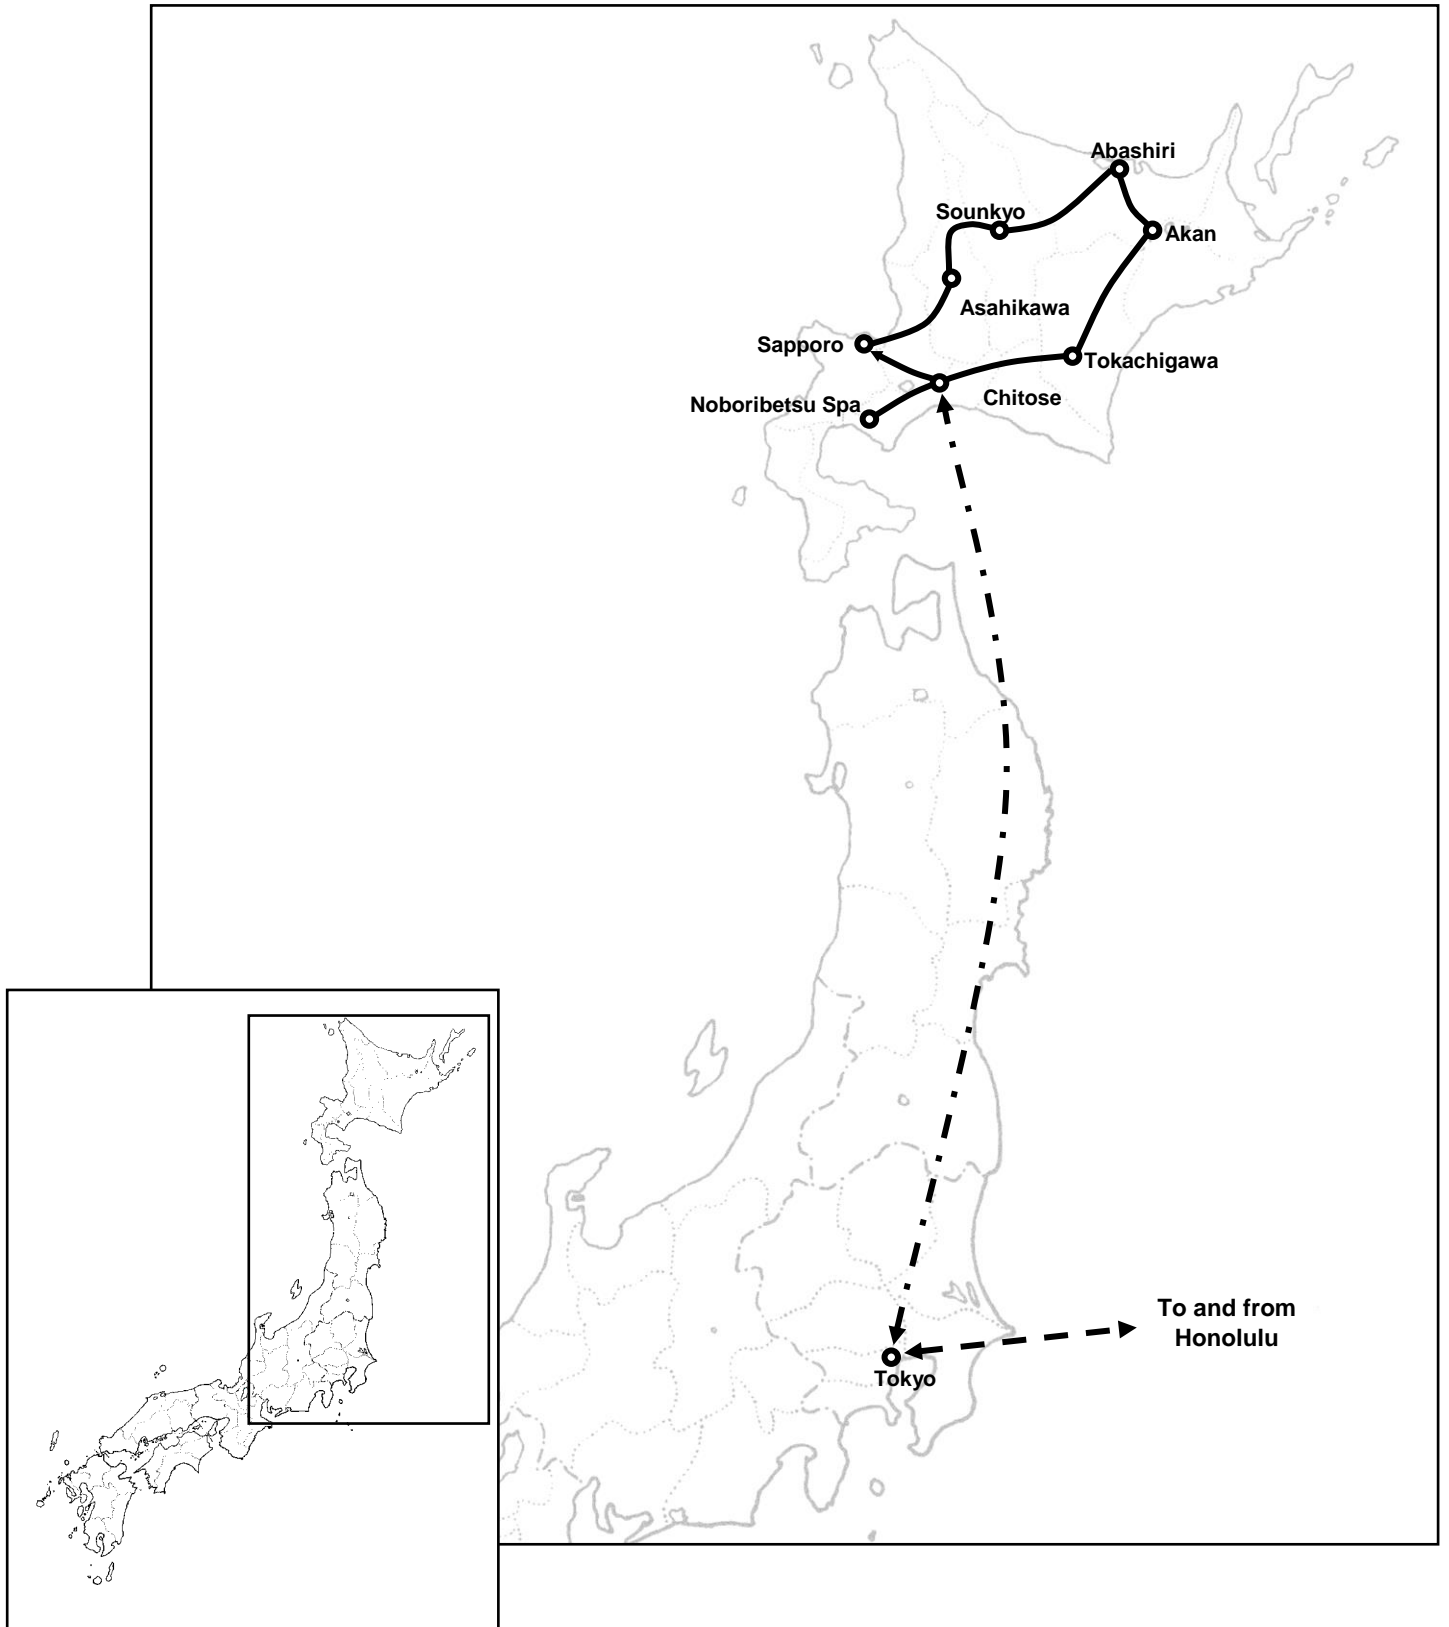 Abashiri
Sounkyo
Akan
Asahikawa
Sapporo
Tokachigawa
Chitose
Noboribetsu Spa
To and from
Honolulu
Tokyo